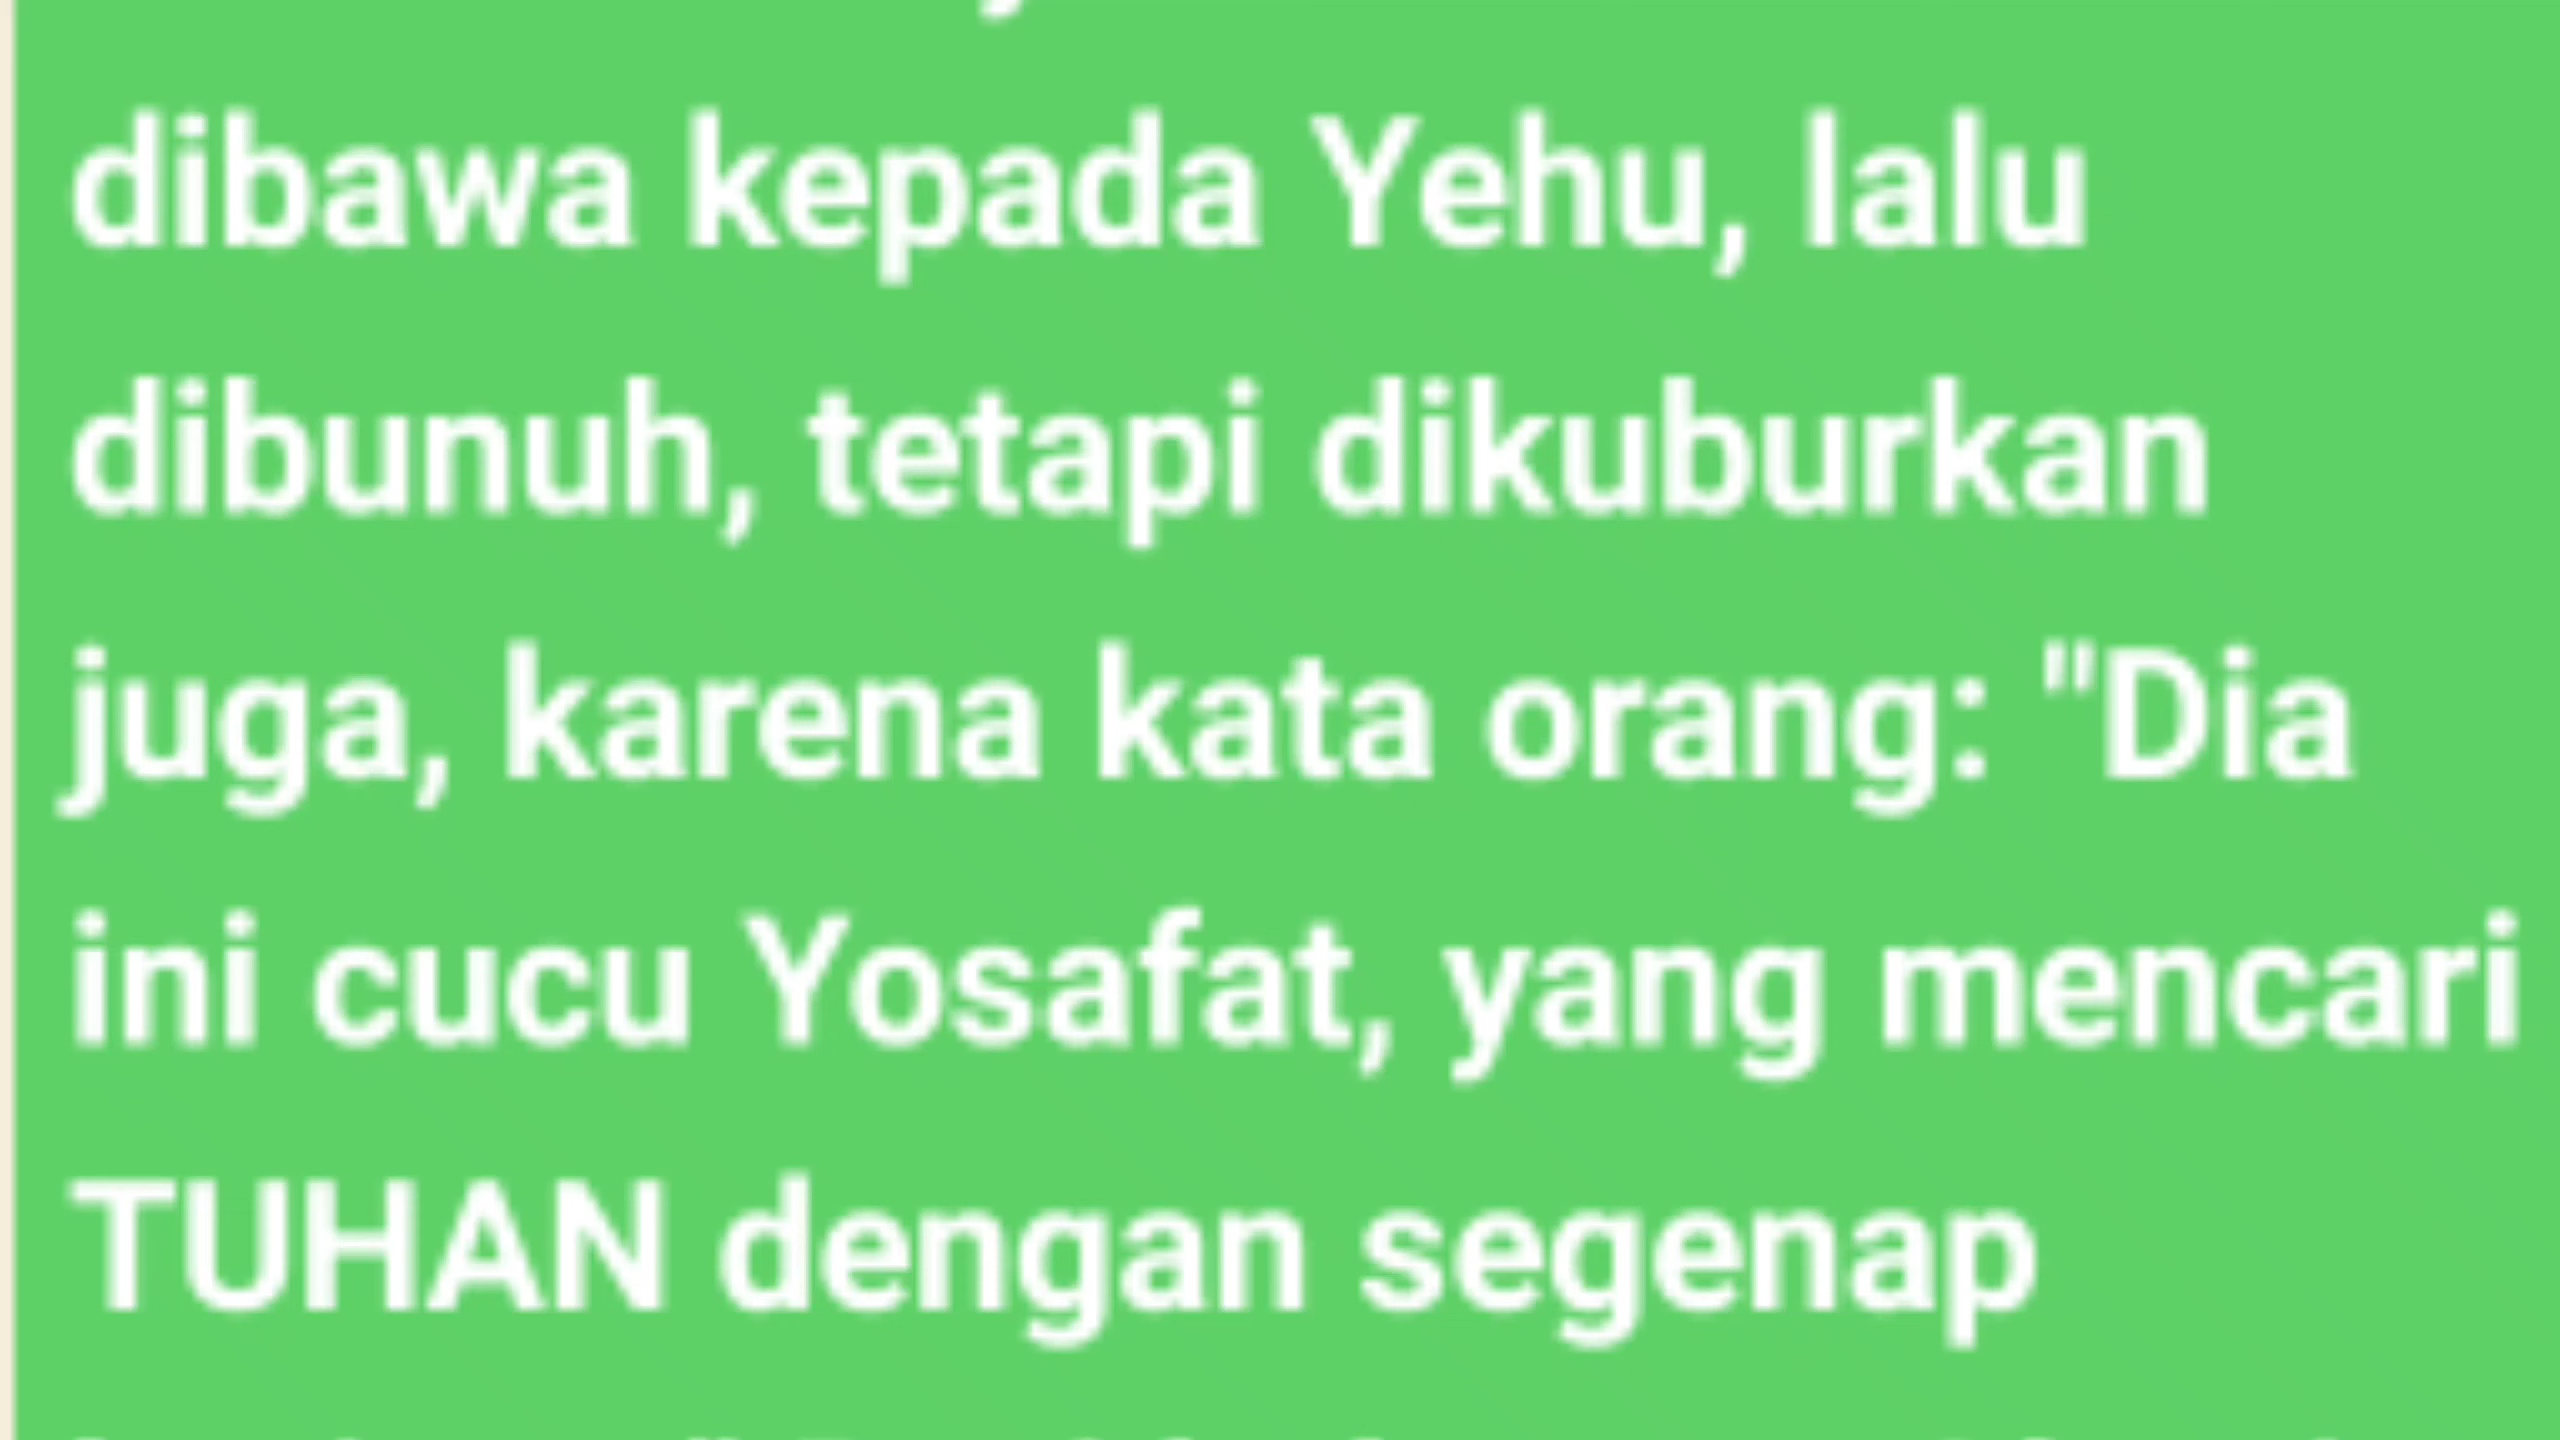 dibawa kepada Yehu, lalu
dibunuh, tetapi dikuburkan
juga, karena kata orang: "Dia
ini cucu Yosafat, yang mencari
TUHAN dengan segenap